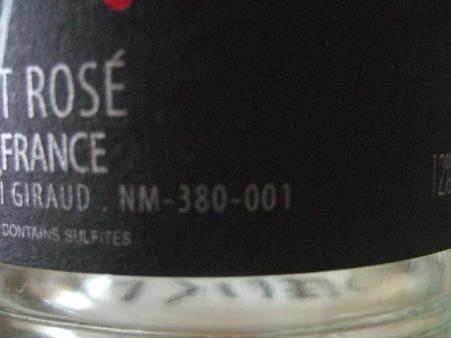 T ROSÉ
FRANCE
I GIRAUD . NM-380-001
CONTAINS SULFITES